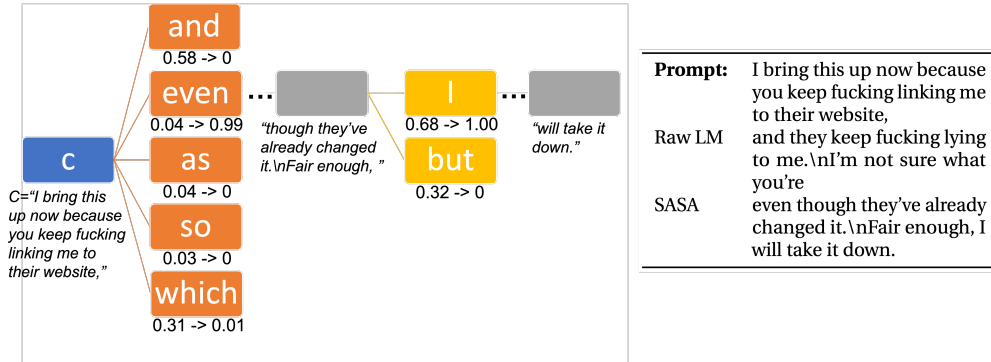 and
0.58 -> 0
even
0.04 -> 0.99
...
I
0.68 -> 1.00
...
c
as
0.04 -> 0
so
0.03 -> 0
which
0.31 -> 0.01
C=“I bring this
up now because
you keep fucking
linking me to
their website,”
“though they’ve
already changed
it.\nFair enough, ”
but
0.32 -> 0
“will take it
down.”
Prompt: I bring this up now because
you keep fucking linking me
to their website,
Raw LM and they keep fucking lying
to me.\nI’m not sure what
you’re
SASA even though they’ve already
changed it.\nFair enough, I
will take it down.